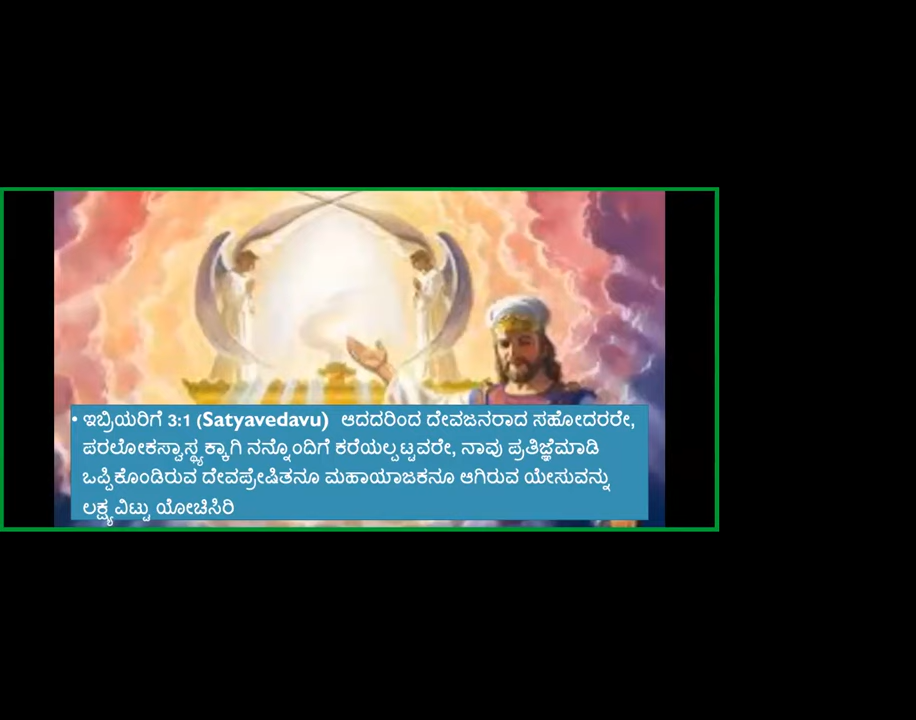 • ಇಬ್ರಿಯರಿಗೆ 3:1 (Satyavedavu) ಆದದರಿಂದ ದೇವಜನರಾದ ಸಹೋದರರೇ,
ಪರಲೋಕಸ್ವಾಸ್ಥ್ಯಕ್ಕಾಗಿ ನನ್ನೊಂದಿಗೆ ಕರೆಯಲ್ಪಟ್ಟವರೇ, ನಾವು ಪ್ರತಿಜ್ಞೆಮಾಡಿ
ಒಪ್ಪಿಕೊಂಡಿರುವ ದೇವಪ್ರೇಷಿತನೂ ಮಹಾಯಾಜಕನೂ ಆಗಿರುವ ಯೇಸುವನ್ನು
ಲಕ್ಷ್ಯವಿಟ್ಟು ಯೋಚಿಸಿರಿ